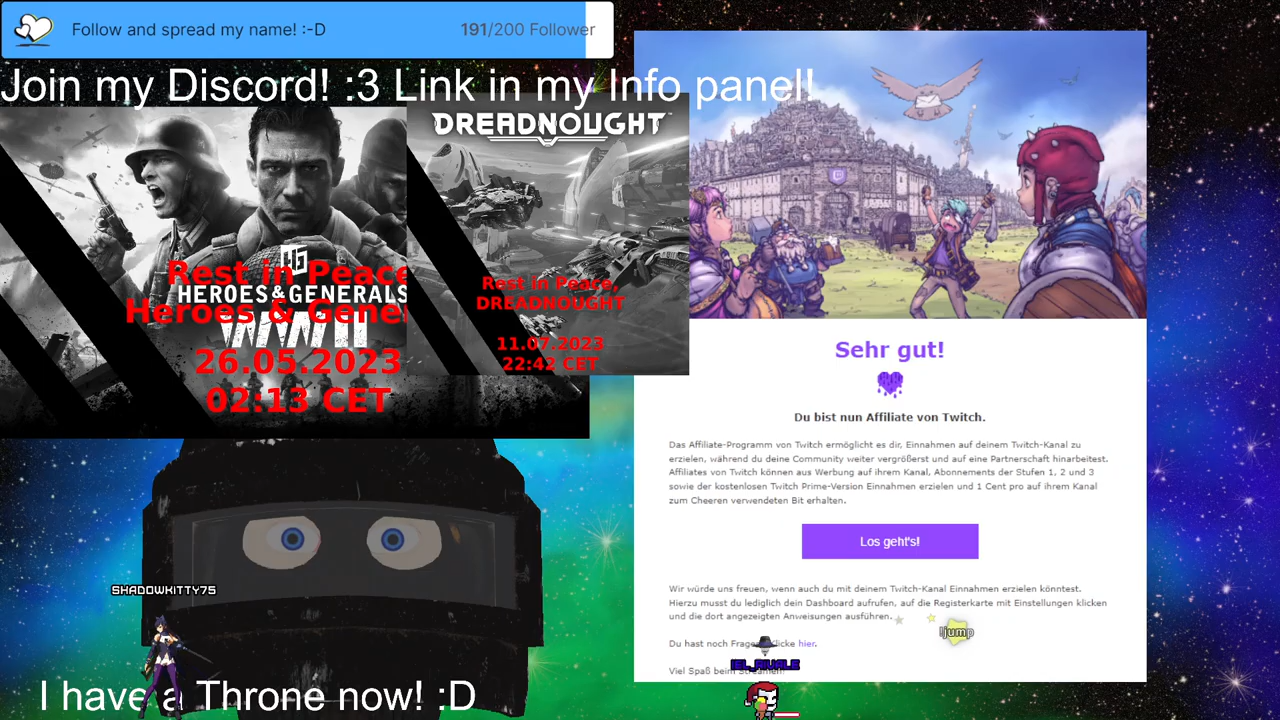 Follow and spread my name! :-D
191/200 Follower
Join my Discord! :3 Link in my Info panel!
DREADNOUGHT
Rest in Peace,
DREADNOUGHT
11.07.2023
22:42 CET
Rest in Peace
HEROES & GENERALS
WWII
Heroes & Gene
26.05.2023
02:13 CET
Sehr gut!
Du bist nun Affiliate von Twitch.
Das Affiliate-Programm von Twitch ermöglicht es dir, Einnahmen auf deinem Twitch-Kanal zu
erzielen, während du deine Community weiter vergrößerst und auf eine Partnerschaft hinarbeitest.
Affiliates von Twitch können aus Werbung auf ihrem Kanal, Abonnements der Stufen 1, 2 und 3
sowie der kostenlosen Twitch Prime-Version Einnahmen erzielen und 1 Cent pro auf ihrem Kanal
zum Cheeren verwendeten Bit erhalten.
Los geht's!
Wir würde uns freuen, wenn auch du mit deinem Twitch-Kanal Einnahmen erzielen könntest.
Hierzu musst du lediglich dein Dashboard aufrufen, auf die Registerkarte mit Einstellungen klicken
und die dort angezeigten Anweisungen ausführen.
!jump
Du hast noch Fragen? Klicke hier.
IEL_RIVALE
Viel Spaß beim Streamen!
SHADOWKITTY75
I have a Throne now! :D